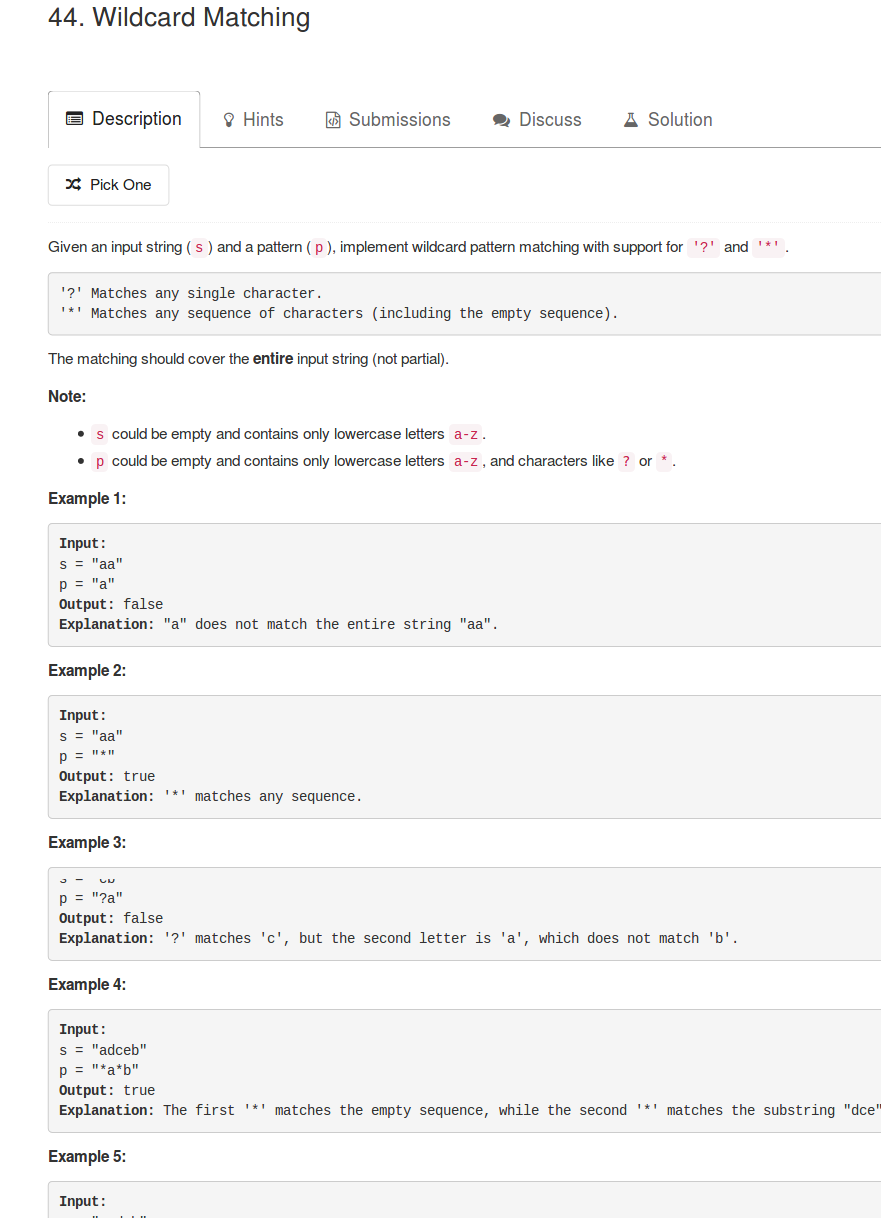 44. Wildcard Matching
Description Hints Submissions Discuss Solution
Pick One
Given an input string ( s ) and a pattern ( p ), implement wildcard pattern matching with support for '?' and '*' .
'?' Matches any single character.
'*' Matches any sequence of characters (including the empty sequence).
The matching should cover the entire input string (not partial).
Note:
• s could be empty and contains only lowercase letters a-z .
• p could be empty and contains only lowercase letters a-z , and characters like ? or * .
Example 1:
Input:
s = "aa"
p = "a"
Output: false
Explanation: "a" does not match the entire string "aa".
Example 2:
Input:
s = "aa"
p = "*"
Output: true
Explanation: '*' matches any sequence.
Example 3:
p = "?a"
Output: false
Explanation: '?' matches 'c', but the second letter is 'a', which does not match 'b'.
Example 4:
Input:
s = "adceb"
p = "*a*b"
Output: true
Explanation: The first '*' matches the empty sequence, while the second '*' matches the substring "dce"
Example 5:
Input: